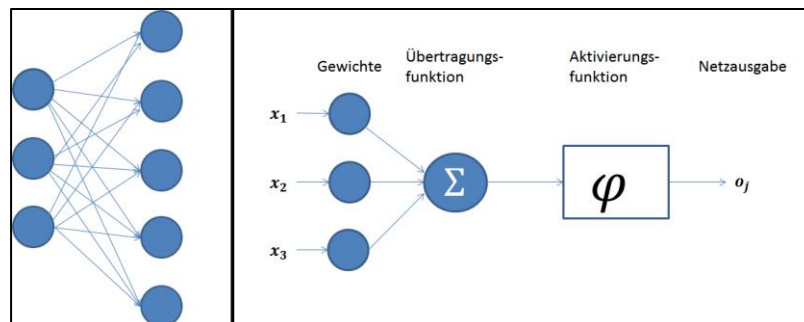 Gewichte
Übertragungs-
funktion
Aktivierungs-
funktion
Netzausgabe
x₁
x₂
x₃
Σ
φ
oⱼ